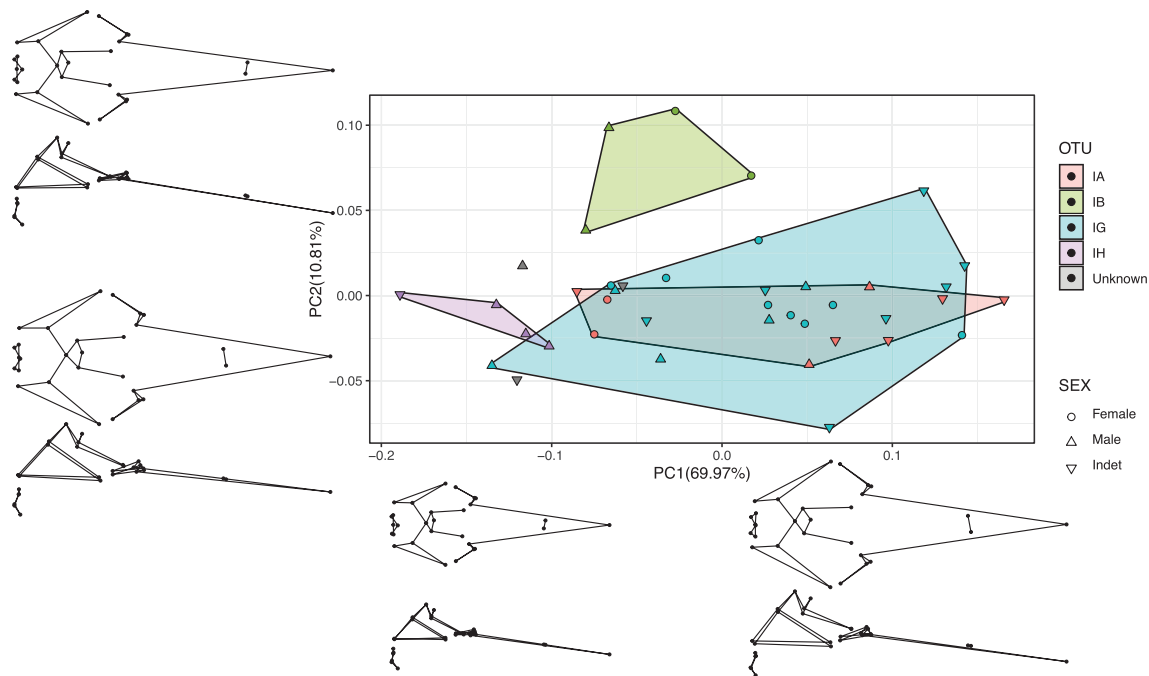 0.10
0.05
0.00
−0.05
PC2(10.81%)
−0.2
−0.1
0.0
0.1
PC1(69.97%)
OTU
IA
IB
IG
IH
Unknown
SEX
Female
Male
Indet